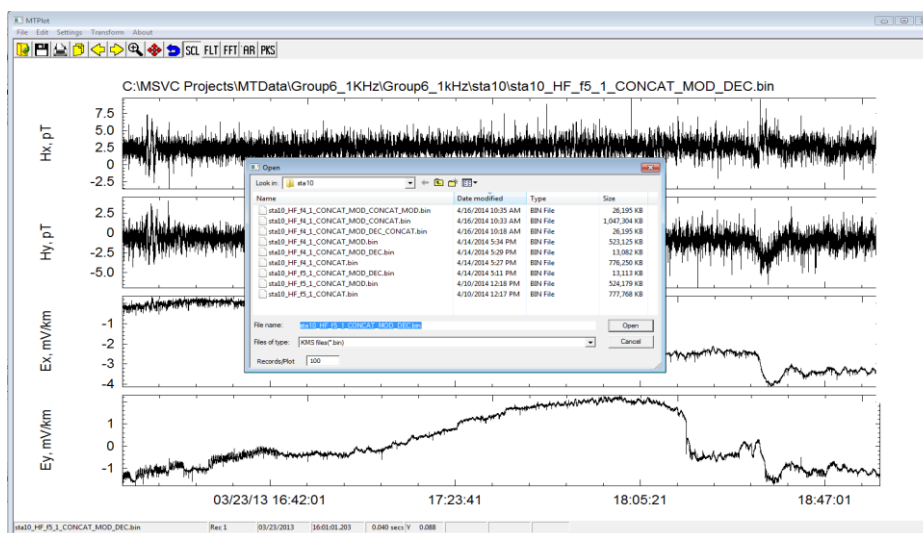 MTPlot
File Edit Settings Transform About
SCL FLT FFT AR PKS
C:\MSVC Projects\MTData\Group6_1KHz\Group6_1kHz\sta10\sta10_HF_f5_1_CONCAT_MOD_DEC.bin
Hx, pT
7.5
5.0
2.5
0
-2.5
Hy, pT
2.5
0
-2.5
-5.0
Ex, mV/km
-1
-2
-3
-4
Ey, mV/km
1
0
-1
03/23/13 16:42:01 17:23:41 18:05:21 18:47:01
Open
Look in: sta10
Name Date modified Type Size
sta10_HF_f4_1_CONCAT_MOD_CONCAT_MOD.bin 4/16/2014 10:35 AM BIN File 26,195 KB
sta10_HF_f4_1_CONCAT_MOD_CONCAT.bin 4/16/2014 10:33 AM BIN File 1,047,304 KB
sta10_HF_f4_1_CONCAT_MOD_DEC_CONCAT.bin 4/16/2014 10:18 AM BIN File 26,195 KB
sta10_HF_f4_1_CONCAT_MOD.bin 4/14/2014 5:34 PM BIN File 523,125 KB
sta10_HF_f4_1_CONCAT_MOD_DEC.bin 4/14/2014 5:29 PM BIN File 13,082 KB
sta10_HF_f4_1_CONCAT.bin 4/14/2014 5:27 PM BIN File 776,250 KB
sta10_HF_f5_1_CONCAT_MOD_DEC.bin 4/14/2014 5:11 PM BIN File 13,113 KB
sta10_HF_f5_1_CONCAT_MOD.bin 4/10/2014 12:18 PM BIN File 524,179 KB
sta10_HF_f5_1_CONCAT.bin 4/10/2014 12:17 PM BIN File 777,768 KB
File name: sta10_HF_f5_1_CONCAT_MOD_DEC.bin Open
Files of type: KMS files(*.bin) Cancel
Records/Plot 100
sta10_HF_f5_1_CONCAT_MOD_DEC.bin Rec 1 03/23/2013 16:01:01.203 0.040 secs Y 0.088